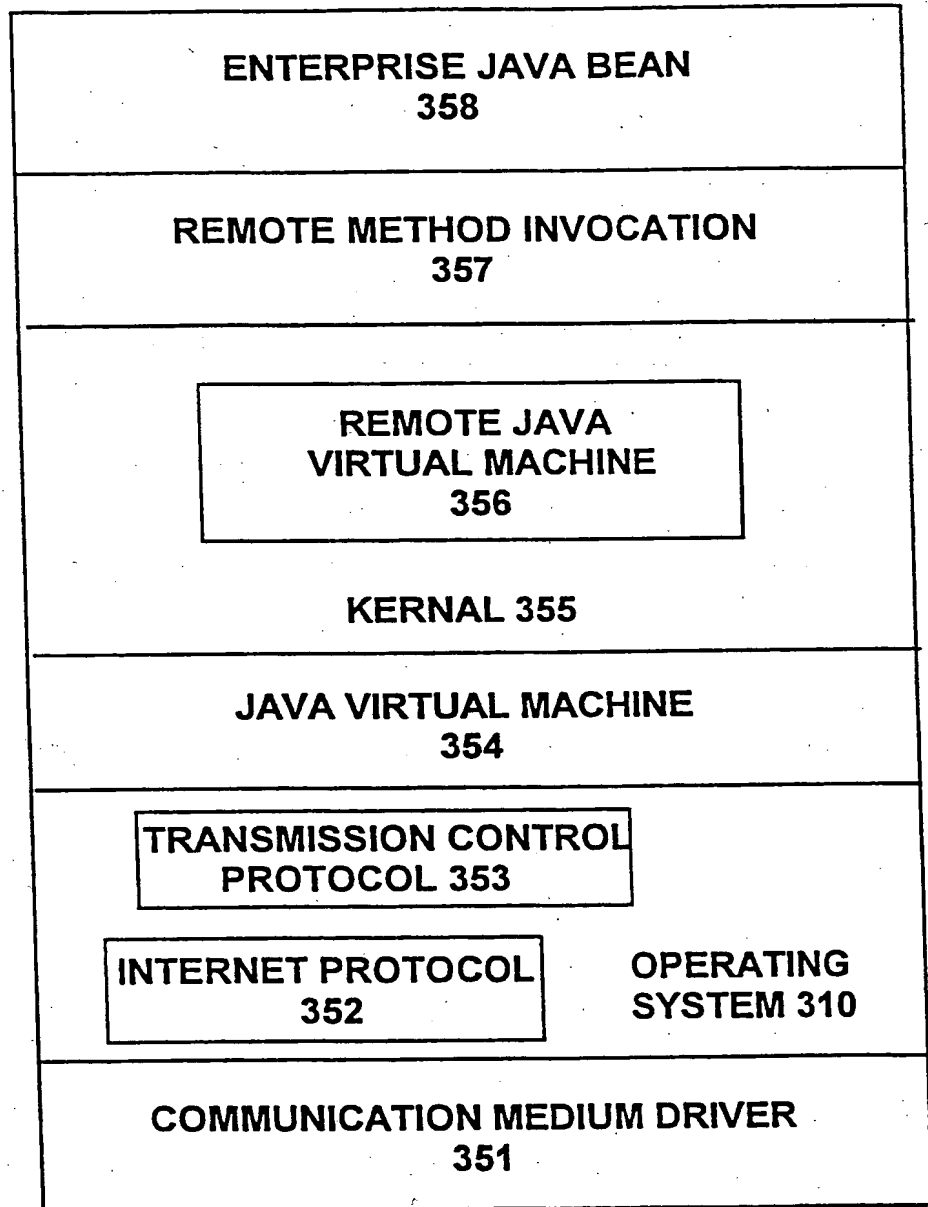 ENTERPRISE JAVA BEAN
358
REMOTE METHOD INVOCATION
357
REMOTE JAVA
VIRTUAL MACHINE
356
KERNAL 355
JAVA VIRTUAL MACHINE
354
TRANSMISSION CONTROL
PROTOCOL 353
INTERNET PROTOCOL
352
OPERATING
SYSTEM 310
COMMUNICATION MEDIUM DRIVER
351